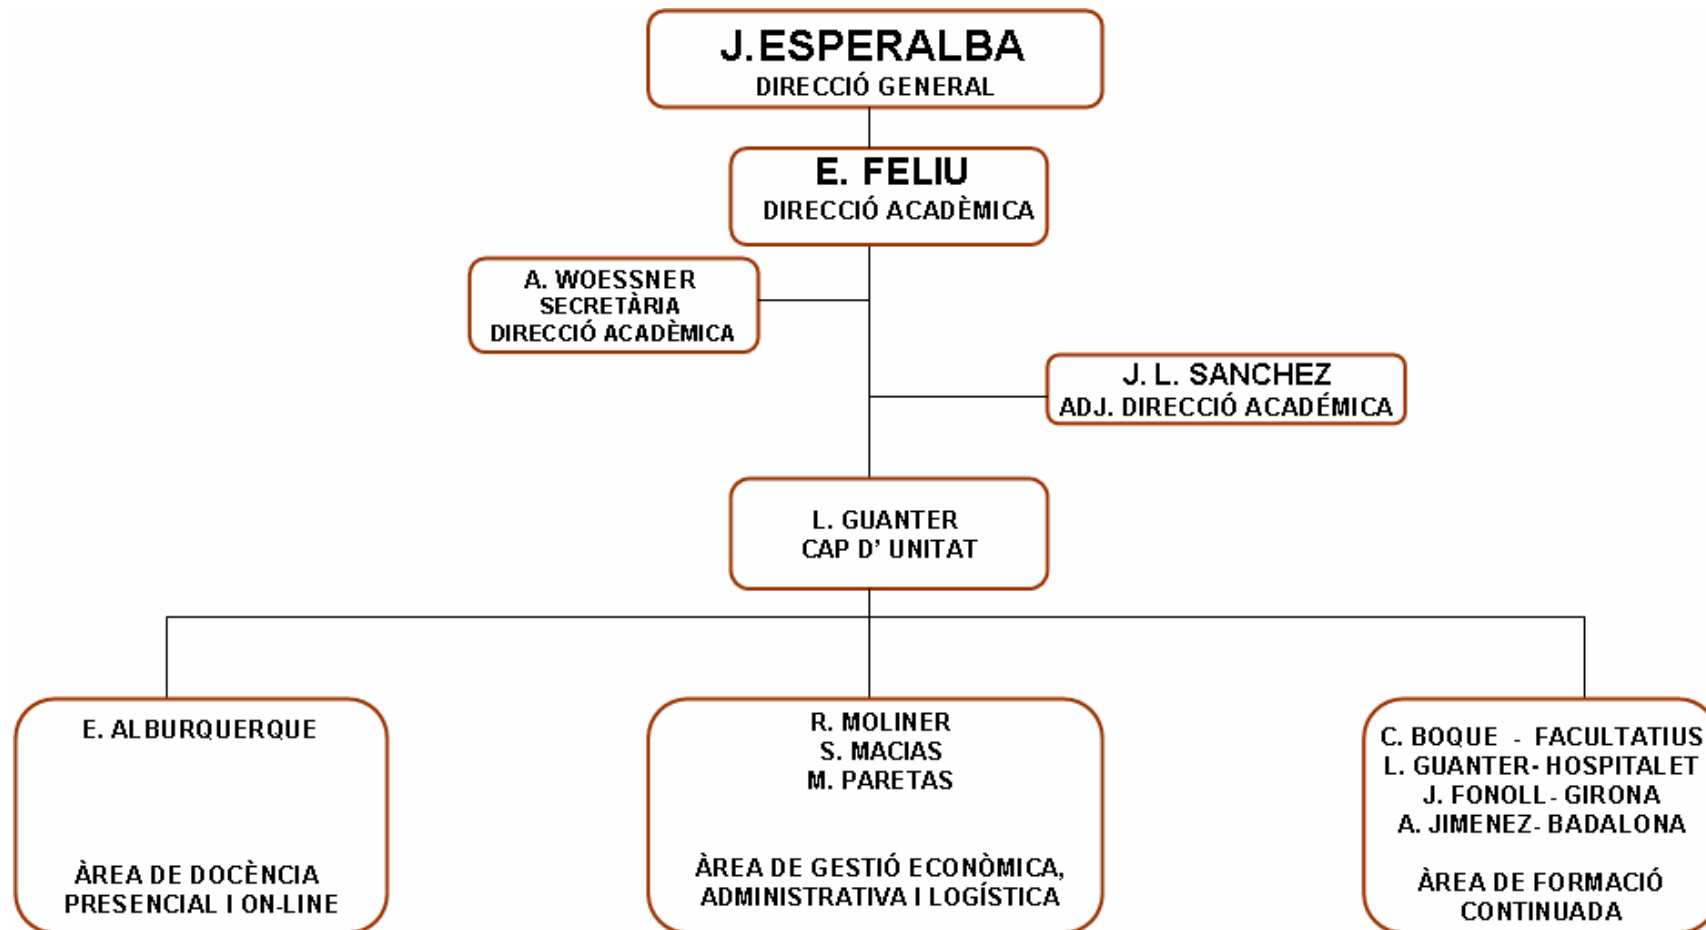 J.ESPERALBA
DIRECCIÓ GENERAL
E. FELIU
DIRECCIÓ ACADÈMICA
A. WOESSNER
SECRETÀRIA
DIRECCIÓ ACADÈMICA
J. L. SANCHEZ
ADJ. DIRECCIÓ ACADÉMICA
L. GUANTER
CAP D' UNITAT
E. ALBURQUERQUE
ÀREA DE DOCÈNCIA
PRESENCIAL I ON-LINE
R. MOLINER
S. MACIAS
M. PARETAS
ÀREA DE GESTIÓ ECONÒMICA,
ADMINISTRATIVA I LOGÍSTICA
C. BOQUE - FACULTATIUS
L. GUANTER- HOSPITALET
J. FONOLL- GIRONA
A. JIMENEZ- BADALONA
ÀREA DE FORMACIÓ
CONTINUADA